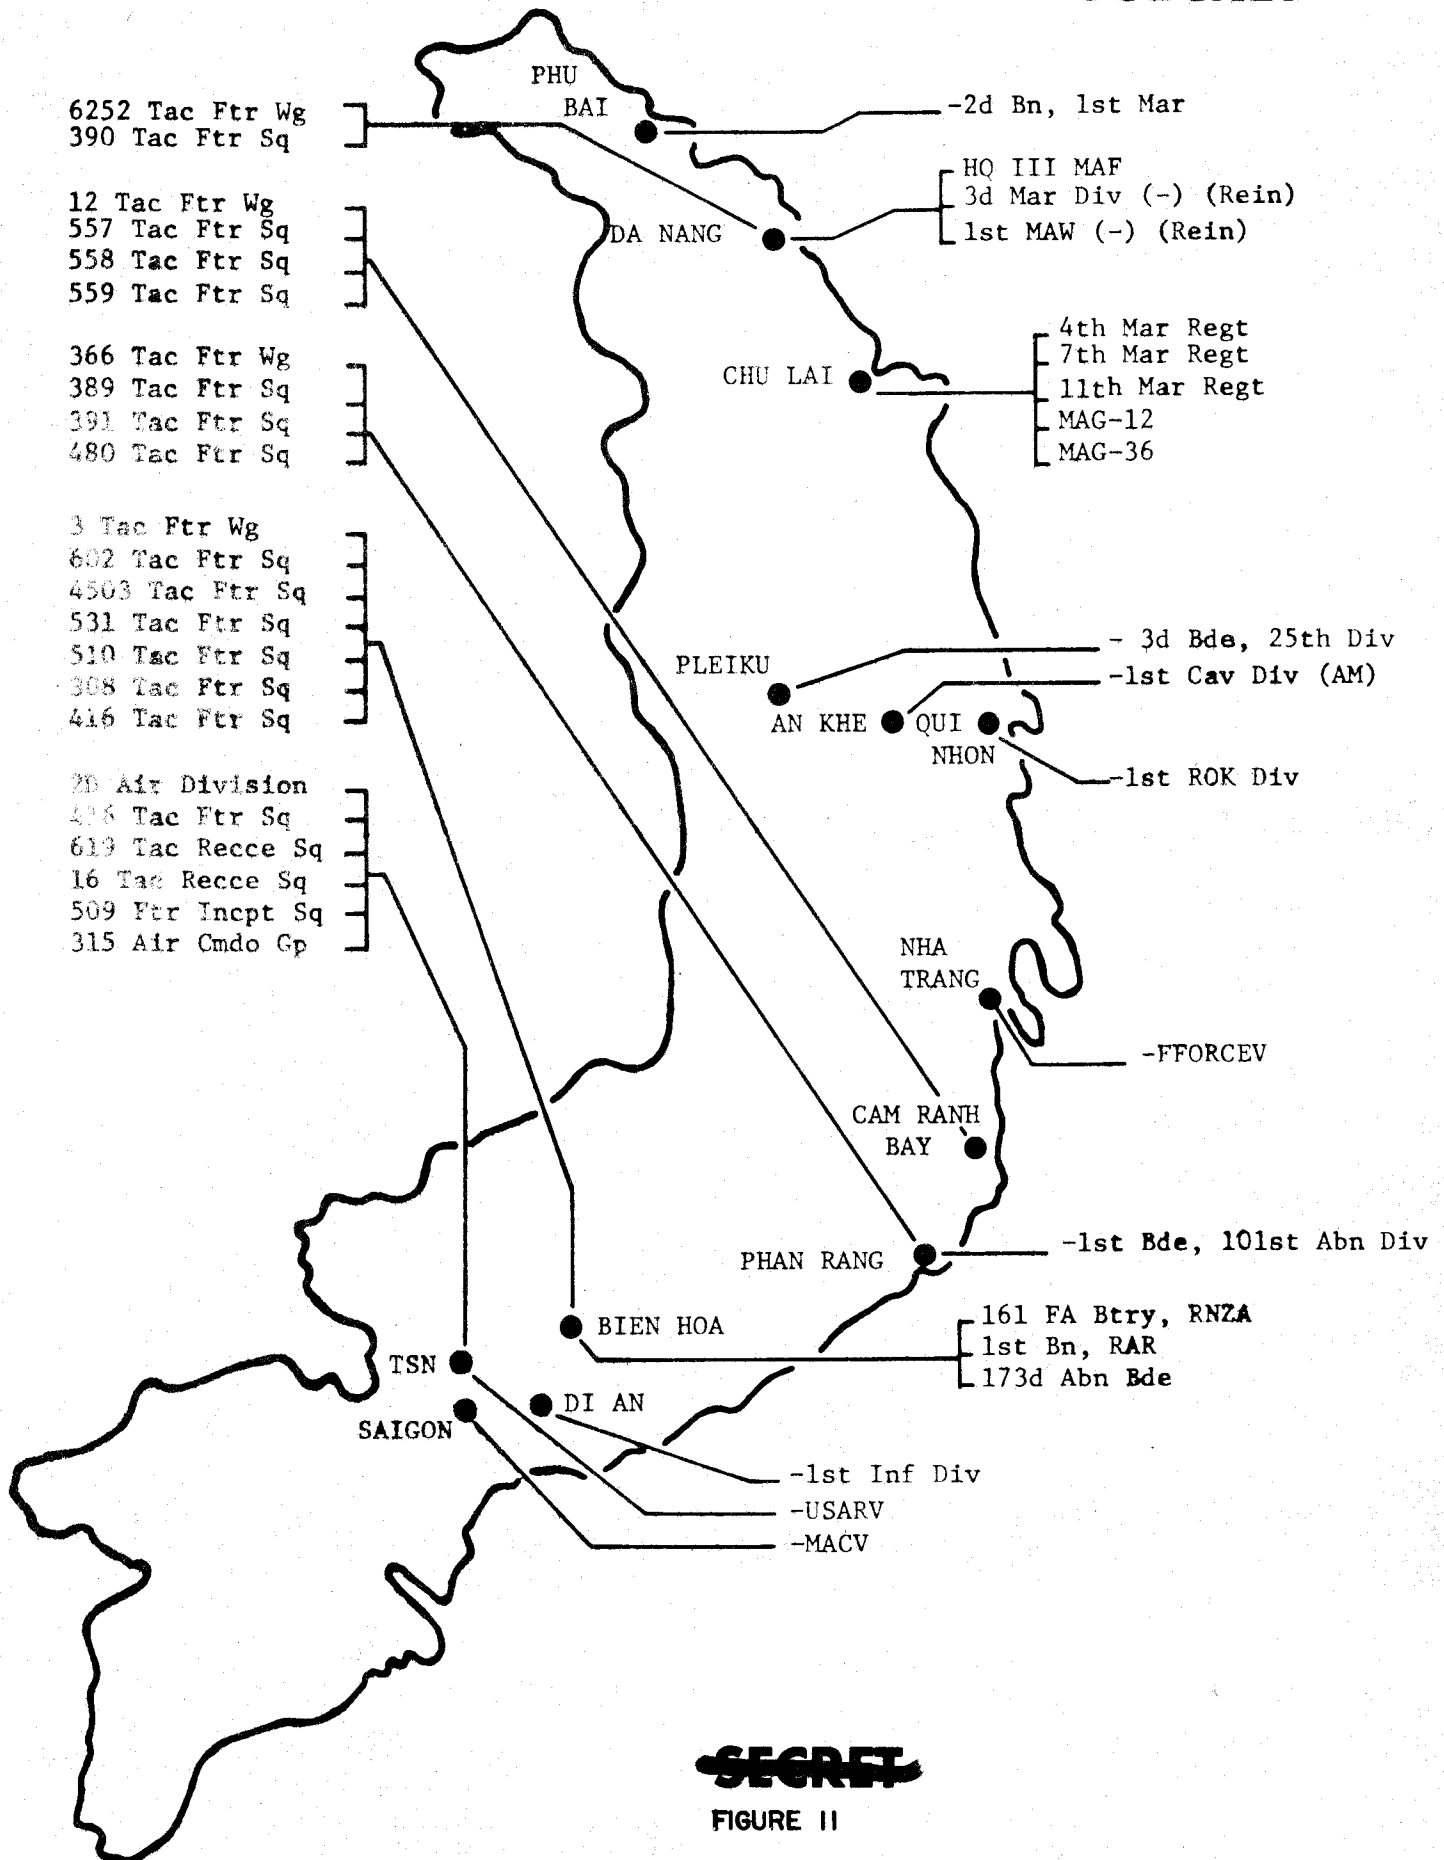 PHU
BAI
6252 Tac Ftr Wg
390 Tac Ftr Sq
-2d Bn, 1st Mar
HQ III MAF
3d Mar Div (-) (Rein)
1st MAW (-) (Rein)
DA NANG
12 Tac Ftr Wg
557 Tac Ftr Sq
558 Tac Ftr Sq
559 Tac Ftr Sq
366 Tac Ftr Wg
389 Tac Ftr Sq
391 Tac Ftr Sq
480 Tac Ftr Sq
CHU LAI
4th Mar Regt
7th Mar Regt
11th Mar Regt
MAG-12
MAG-36
3 Tac Ftr Wg
602 Tac Ftr Sq
4503 Tac Ftr Sq
531 Tac Ftr Sq
510 Tac Ftr Sq
308 Tac Ftr Sq
416 Tac Ftr Sq
PLEIKU
- 3d Bde, 25th Div
-1st Cav Div (AM)
AN KHE
QUI
NHON
-1st ROK Div
2D Air Division
Tac Ftr Sq
619 Tac Recce Sq
16 Tac Recce Sq
509 Ftr Incpt Sq
315 Air Cmdo Gp
NHA
TRANG
-FFORCEV
CAM RANH
BAY
PHAN RANG
-1st Bde, 101st Abn Div
BIEN HOA
161 FA Btry, RNZA
1st Bn, RAR
173d Abn Bde
TSN
DI AN
SAIGON
-1st Inf Div
-USARV
-MACV
SECRET
FIGURE 11